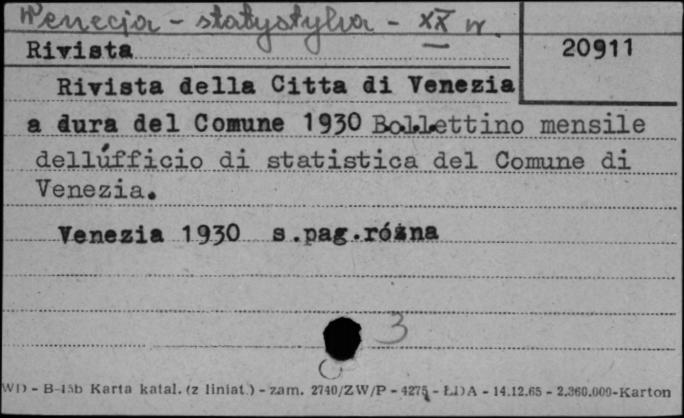 Wenecja - statystyka - XX w.
Rivista
20911
Rivista della Citta di Venezia
a dura del Comune 1930 Bollettino mensile
dellúfficio di statistica del Comune di
Venezia.
Venezia 1930 s.pag.różna
3
WD - B-15b Karta katal. (z liniat.) - zam. 2740/ZW/P - 4275 - ŁDA - 14.12.65 - 2.360.000-Karton